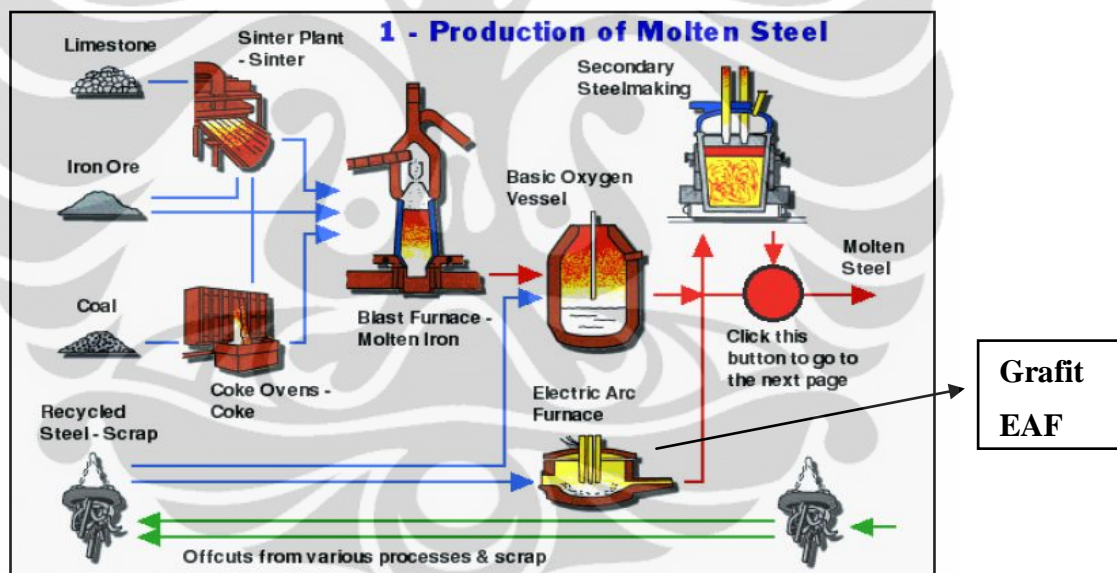 1 - Production of Molten Steel
Limestone
Sinter Plant
- Sinter
Secondary
Steelmaking
Iron Ore
Basic Oxygen
Vessel
Molten
Steel
Coal
Blast Furnace -
Molten Iron
Click this
button to go to
the next page
Coke Ovens -
Coke
Electric Arc
Furnace
Grafit
EAF
Recycled
Steel - Scrap
Offcuts from various processes & scrap